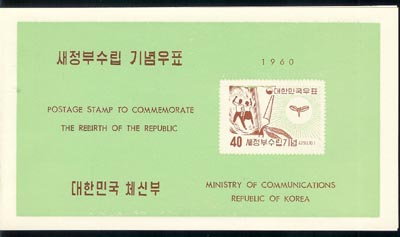 새정부수립 기념우표
1960
POSTAGE STAMP TO COMMEMORATE
THE REBIRTH OF THE REPUBLIC
대한민국우표
40 새정부수립기념
대한민국 체신부
MINISTRY OF COMMUNICATIONS
REPUBLIC OF KOREA